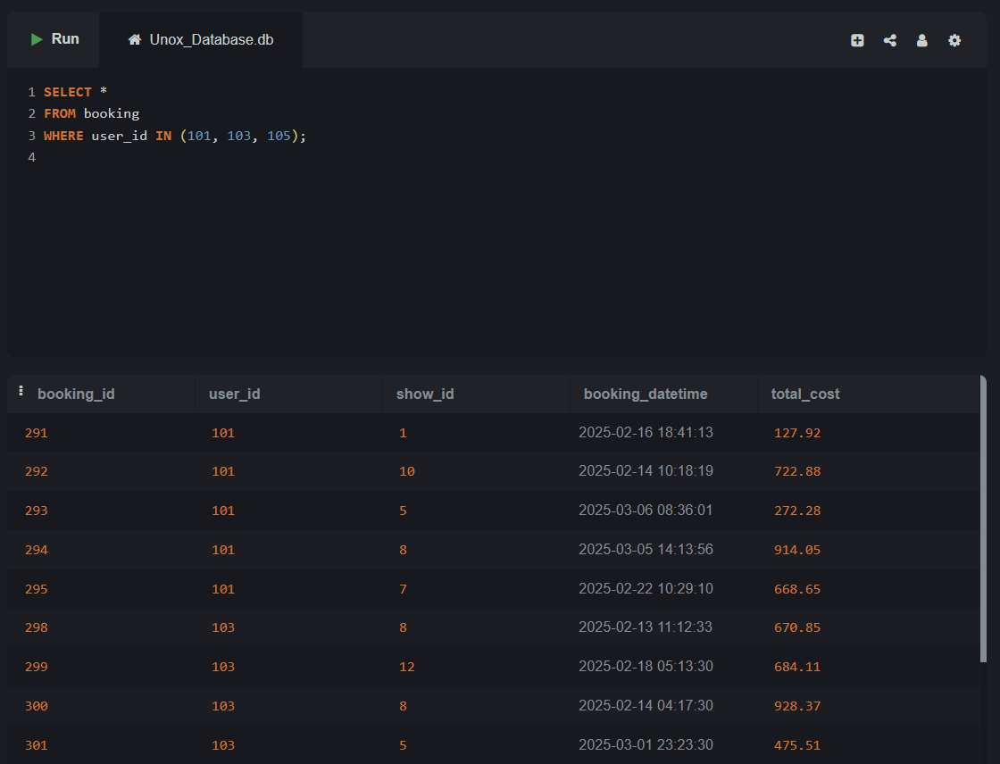 Run Unox_Database.db
1 SELECT *
2 FROM booking
3 WHERE user_id IN (101, 103, 105);
4
booking_id user_id show_id booking_datetime total_cost
291 101 1 2025-02-16 18:41:13 127.92
292 101 10 2025-02-14 10:18:19 722.88
293 101 5 2025-03-06 08:36:01 272.28
294 101 8 2025-03-05 14:13:56 914.05
295 101 7 2025-02-22 10:29:10 668.65
298 103 8 2025-02-13 11:12:33 670.85
299 103 12 2025-02-18 05:13:30 684.11
300 103 8 2025-02-14 04:17:30 928.37
301 103 5 2025-03-01 23:23:30 475.51